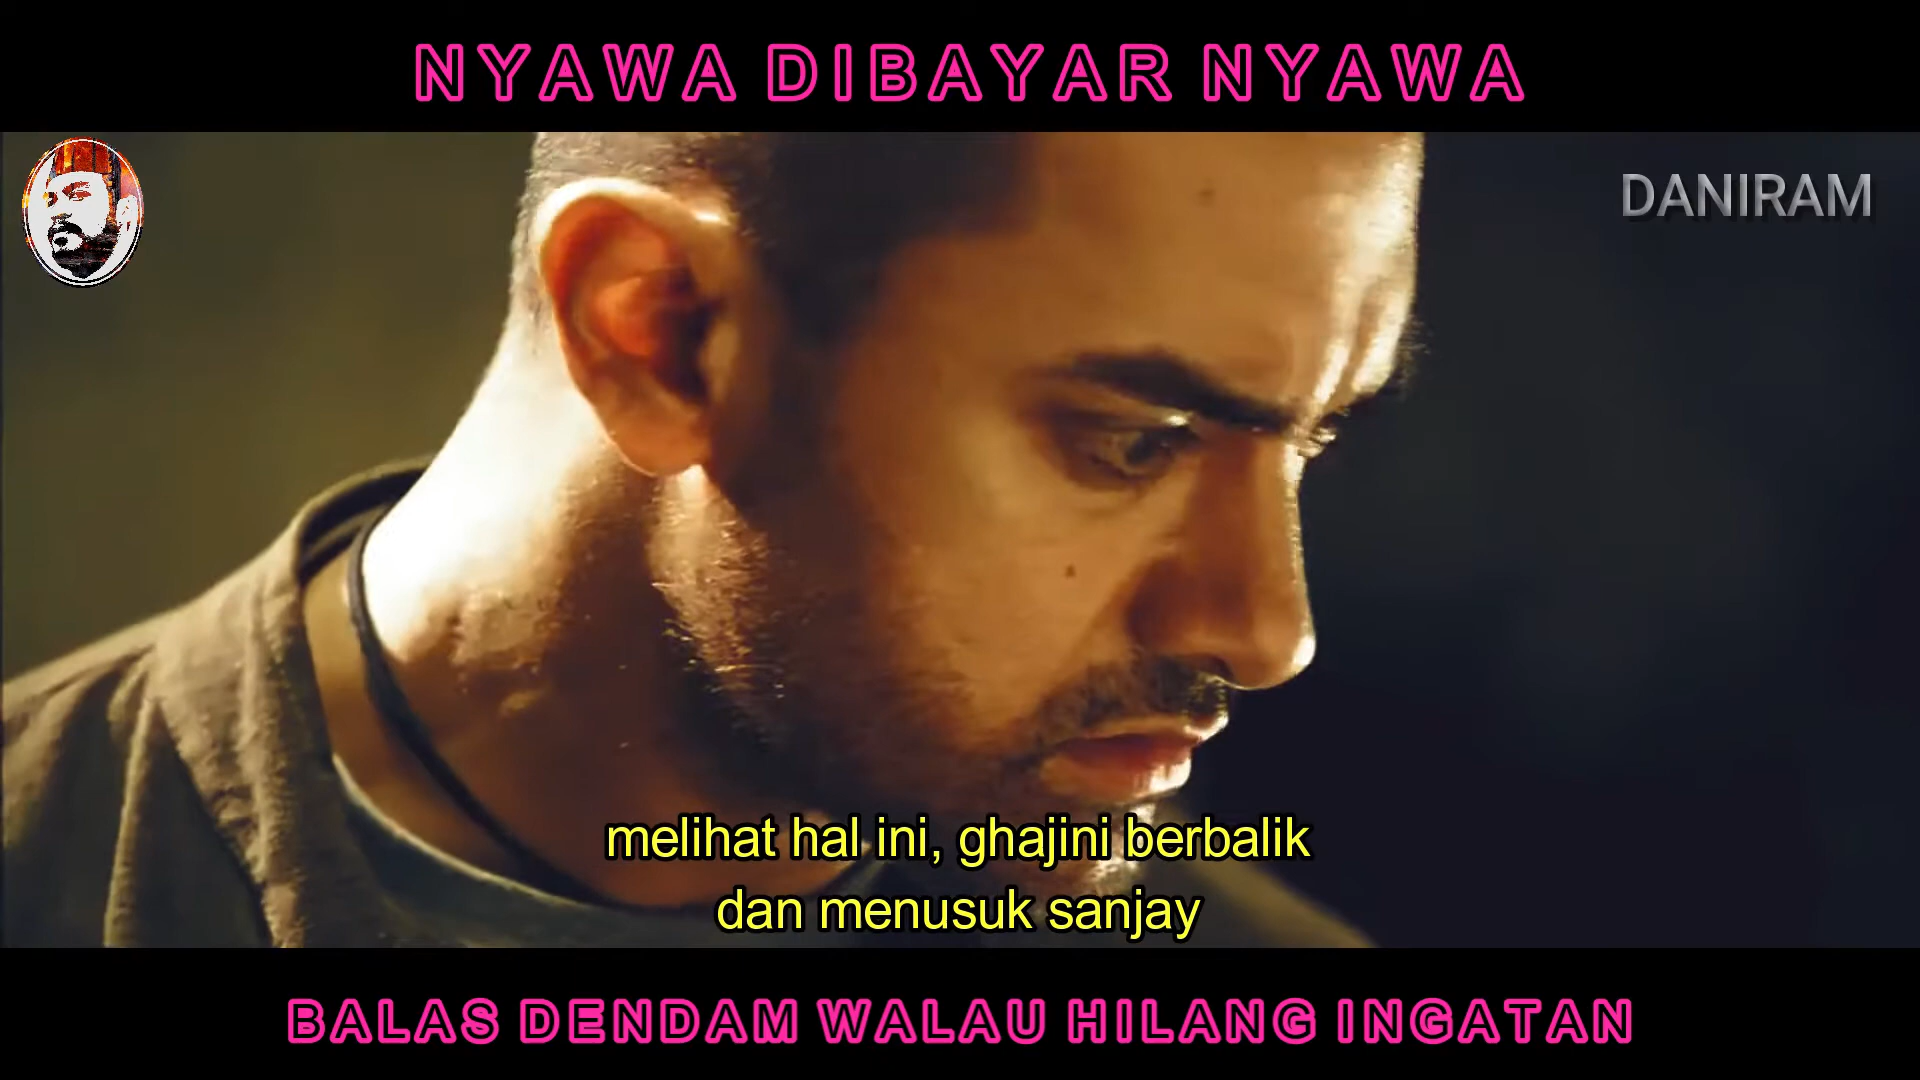 NYAWA DIBAYAR NYAWA
DANIRAM
melihat hal ini, ghajini berbalik
dan menusuk sanjay
BALAS DENDAM WALAU HILANG INGATAN